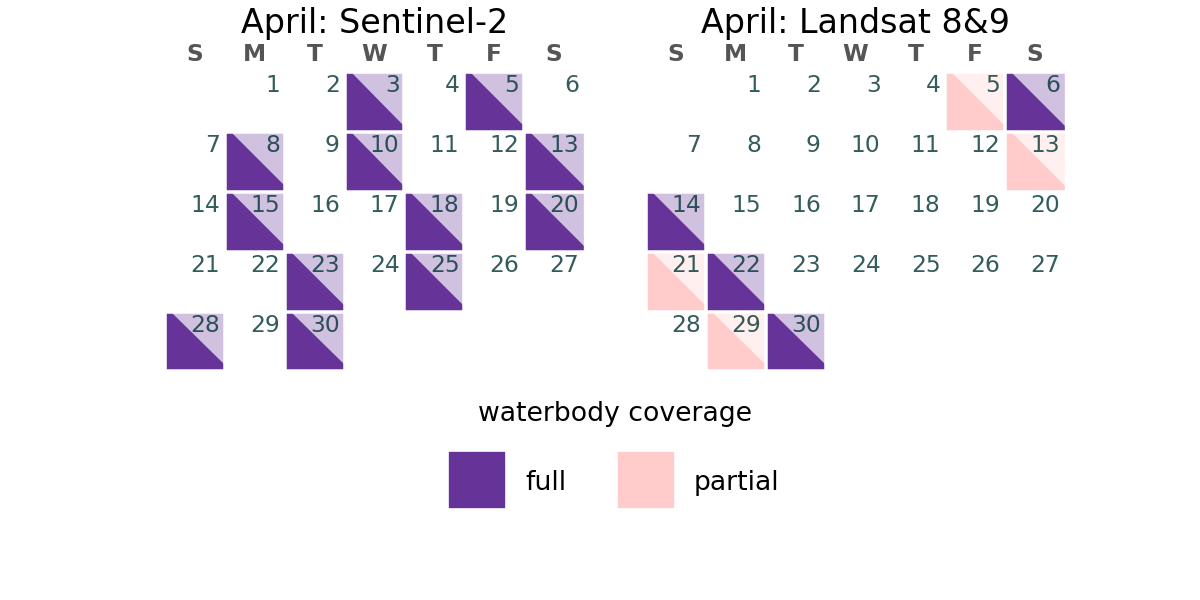 April: Sentinel-2
S M T W T F S
1 2 3 4 5 6
7 8 9 10 11 12 13
14 15 16 17 18 19 20
21 22 23 24 25 26 27
28 29 30
April: Landsat 8&9
S M T W T F S
1 2 3 4 5 6
7 8 9 10 11 12 13
14 15 16 17 18 19 20
21 22 23 24 25 26 27
28 29 30
waterbody coverage
full partial